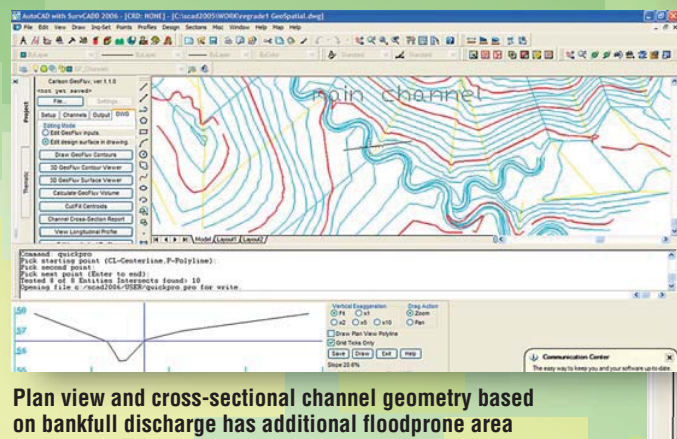 AutoCAD with SurvCADD 2006 - [CRD: NONE] - [C:\scad2005\WORK\regrade1 GeoSpatial.dwg]
File Edit View Draw Inq-Set Points Profiles Design Sections Misc Window Help Map Help
ByLayer ByLayer ByColor Standard Standard
GF_Channels
Carlson GeoFluv, ver 1.1.0
<not yet saved>
File... Settings...
Setup Channels Output DWG
Editing Mode
Edit GeoFluv inputs.
Edit design surface in drawing.
Draw GeoFluv Contours
3D GeoFluv Contour Viewer
3D GeoFluv Surface Viewer
Calculate GeoFluv Volume
Cut/Fill Centroids
Channel Cross-Section Report
View Longitudinal Profile
Project
Thematic
main channel
Model Layout1 Layout2
Command: quickpro
Pick starting point (CL-Centerline,P-Polyline):
Pick second point:
Pick next point (Enter to end):
Tested 8 of 8 Entities Intersects found: 10
Opening file c:/scad2006/USER/quickpro.pro for write.
58
57
56
Vertical Exaggeration
Fit x1
x2 x5 x10
Drag Action
Zoom
Pan
Draw Plan View Polyline
Grid Ticks Only
Save Draw Exit Help
Slope:20.6%
Communication Center
The easy way to keep you and your software up-to-date
Plan view and cross-sectional channel geometry based
on bankfull discharge has additional floodprone area